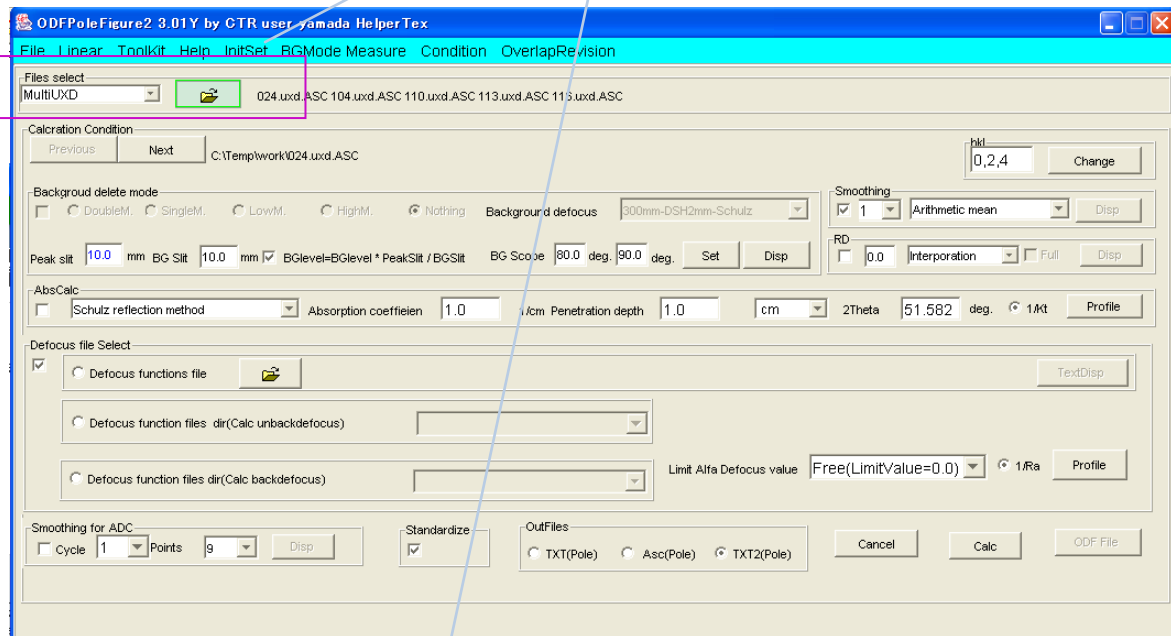 ODFPoleFigure2 3.01Y by CTR user yamada HelperTex
File Linear ToolKit Help InitSet BGMode Measure Condition OverlapRevision
Files select
MultiUXD 024.uxd.ASC 104.uxd.ASC 110.uxd.ASC 113.uxd.ASC 116.uxd.ASC
Calcration Condition
Previous Next C:\Temp\work\024.uxd.ASC
hkl
0,2,4 Change
Backgroud delete mode
DoubleM. SingleM. LowM. HighM. Nothing Background defocus 300mm-DSH2mm-Schulz
Peak slit 10.0 mm BG Slit 10.0 mm BGlevel=BGlevel * PeakSlit / BGSlit BG Scope 80.0 deg. 90.0 deg. Set Disp
Smoothing
1 Arithmetic mean Disp
RD
0.0 Interporation Full Disp
AbsCalc
Schulz reflection method Absorption coeffieien 1.0 1/cm Penetration depth 1.0 cm 2Theta 51.582 deg. 1/Kt Profile
Defocus file Select
Defocus functions file TextDisp
Defocus function files dir(Calc unbackdefocus)
Defocus function files dir(Calc backdefocus)
Limit Alfa Defocus value Free(LimitValue=0.0) 1/Ra Profile
Smoothing for ADC
Cycle 1 Points 9 Disp
Standardize
OutFiles
TXT(Pole) Asc(Pole) TXT2(Pole)
Cancel Calc ODF File